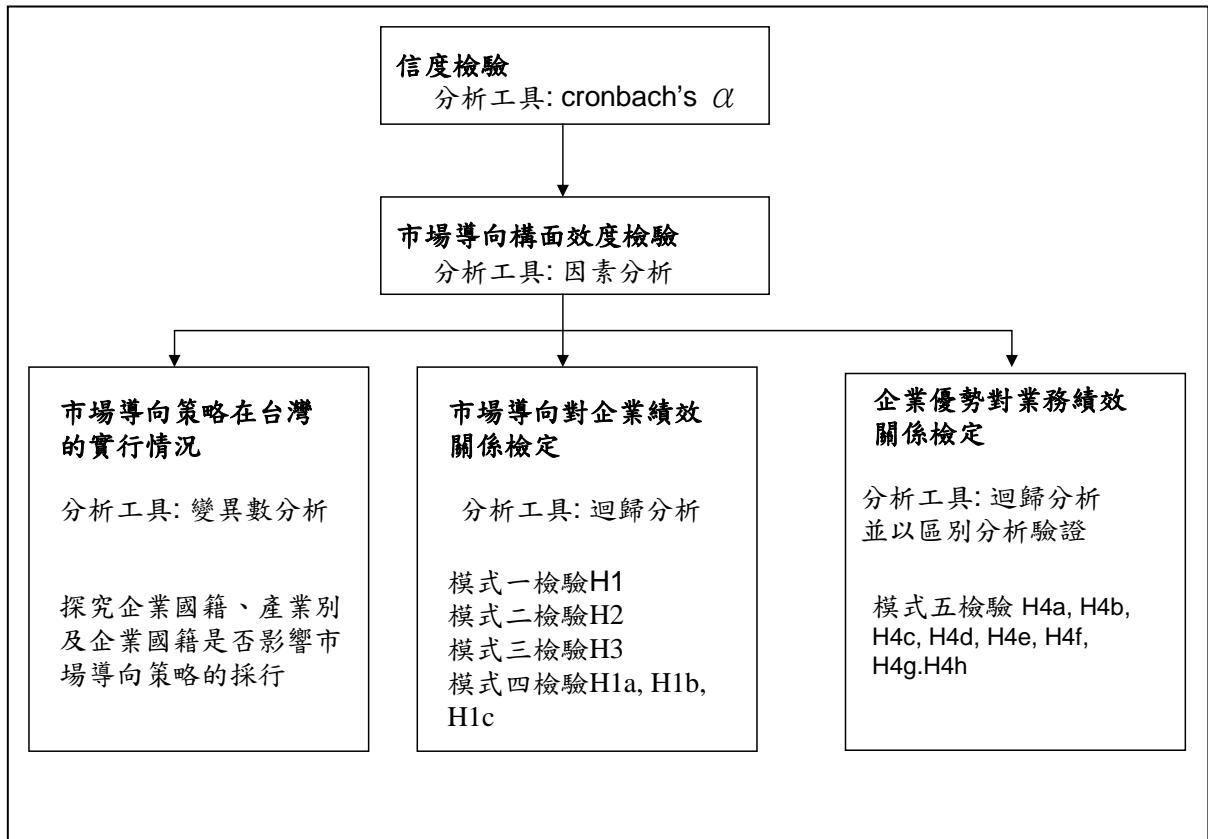 信度檢驗
分析工具: cronbach's α
市場導向構面效度檢驗
分析工具: 因素分析
市場導向策略在台灣
的實行情況
分析工具: 變異數分析
探究企業國籍、產業別
及企業國籍是否影響市
場導向策略的採行
市場導向對企業績效
關係檢定
分析工具: 迴歸分析
模式一檢驗H1
模式二檢驗H2
模式三檢驗H3
模式四檢驗H1a, H1b,
H1c
企業優勢對業務績效
關係檢定
分析工具: 迴歸分析
並以區別分析驗證
模式五檢驗 H4a, H4b,
H4c, H4d, H4e, H4f,
H4g.H4h